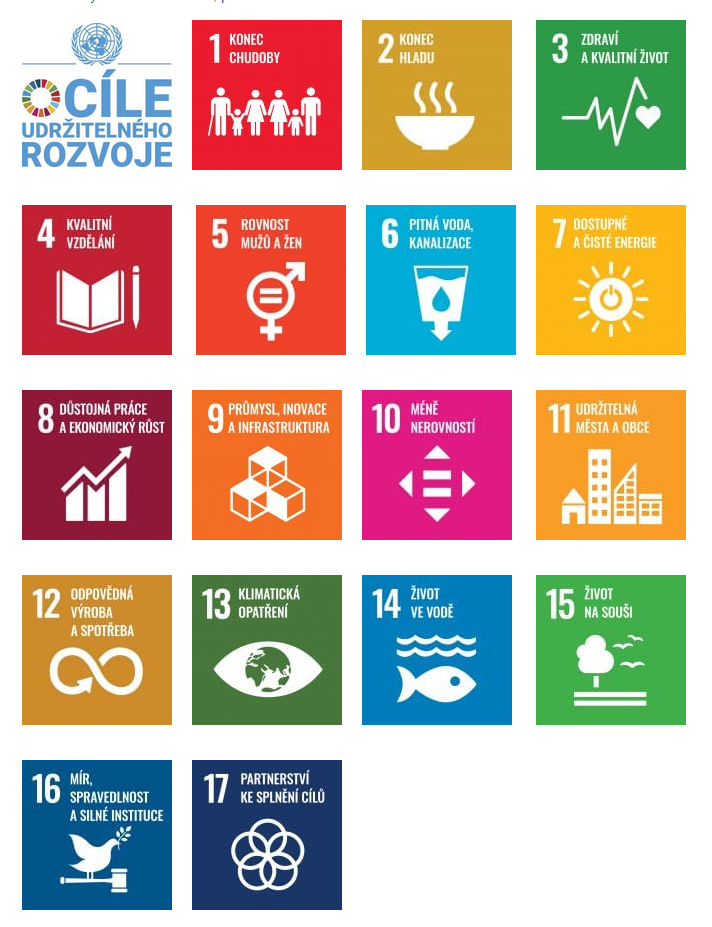 CÍLE
UDRŽITELNÉHO
ROZVOJE
1 KONEC
CHUDOBY
2 KONEC
HLADU
3 ZDRAVÍ
A KVALITNÍ ŽIVOT
4 KVALITNÍ
VZDĚLÁNÍ
5 ROVNOST
MUŽŮ A ŽEN
6 PITNÁ VODA,
KANALIZACE
7 DOSTUPNÉ
A ČISTÉ ENERGIE
8 DŮSTOJNÁ PRÁCE
A EKONOMICKÝ RŮST
9 PRŮMYSL, INOVACE
A INFRASTRUKTURA
10 MÉNĚ
NEROVNOSTÍ
11 UDRŽITELNÁ
MĚSTA A OBCE
12 ODPOVĚDNÁ
VÝROBA
A SPOTŘEBA
13 KLIMATICKÁ
OPATŘENÍ
14 ŽIVOT
VE VODĚ
15 ŽIVOT
NA SOUŠI
16 MÍR,
SPRAVEDLNOST
A SILNÉ INSTITUCE
17 PARTNERSTVÍ
KE SPLNĚNÍ CÍLŮ